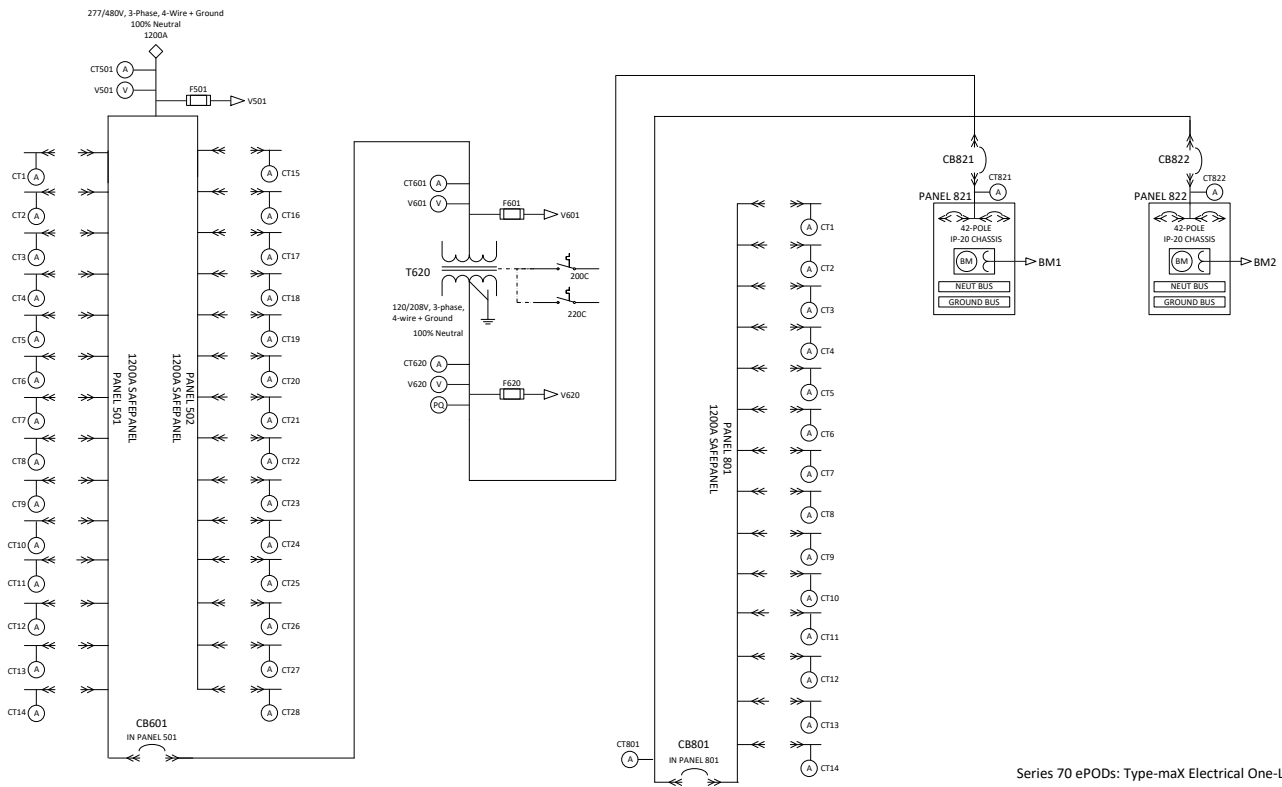 277/480V, 3-Phase, 4-Wire + Ground
100% Neutral
1200A
CT501
A
V501
V
F501
V501
CT1
A
CT2
A
CT3
A
CT4
A
CT5
A
CT6
A
CT7
A
CT8
A
CT9
A
CT10
A
CT11
A
CT12
A
CT13
A
CT14
A
PANEL 501
1200A SAFEPANEL
PANEL 502
1200A SAFEPANEL
A
CT15
A
CT16
A
CT17
A
CT18
A
CT19
A
CT20
A
CT21
A
CT22
A
CT23
A
CT24
A
CT25
A
CT26
A
CT27
A
CT28
CB601
IN PANEL 501
CT601
A
V601
V
F601
V601
T620
200C
220C
120/208V, 3-phase,
4-wire + Ground
100% Neutral
CT620
A
V620
V
PQ
F620
V620
CT801
A
CB801
IN PANEL 801
PANEL 801
1200A SAFEPANEL
A
CT1
A
CT2
A
CT3
A
CT4
A
CT5
A
CT6
A
CT7
A
CT8
A
CT9
A
CT10
A
CT11
A
CT12
A
CT13
A
CT14
CB821
CT821
A
PANEL 821
42-POLE
IP-20 CHASSIS
BM
BM1
NEUT BUS
GROUND BUS
CB822
CT822
A
PANEL 822
42-POLE
IP-20 CHASSIS
BM
BM2
NEUT BUS
GROUND BUS
Series 70 ePODs: Type-maX Electrical One-L